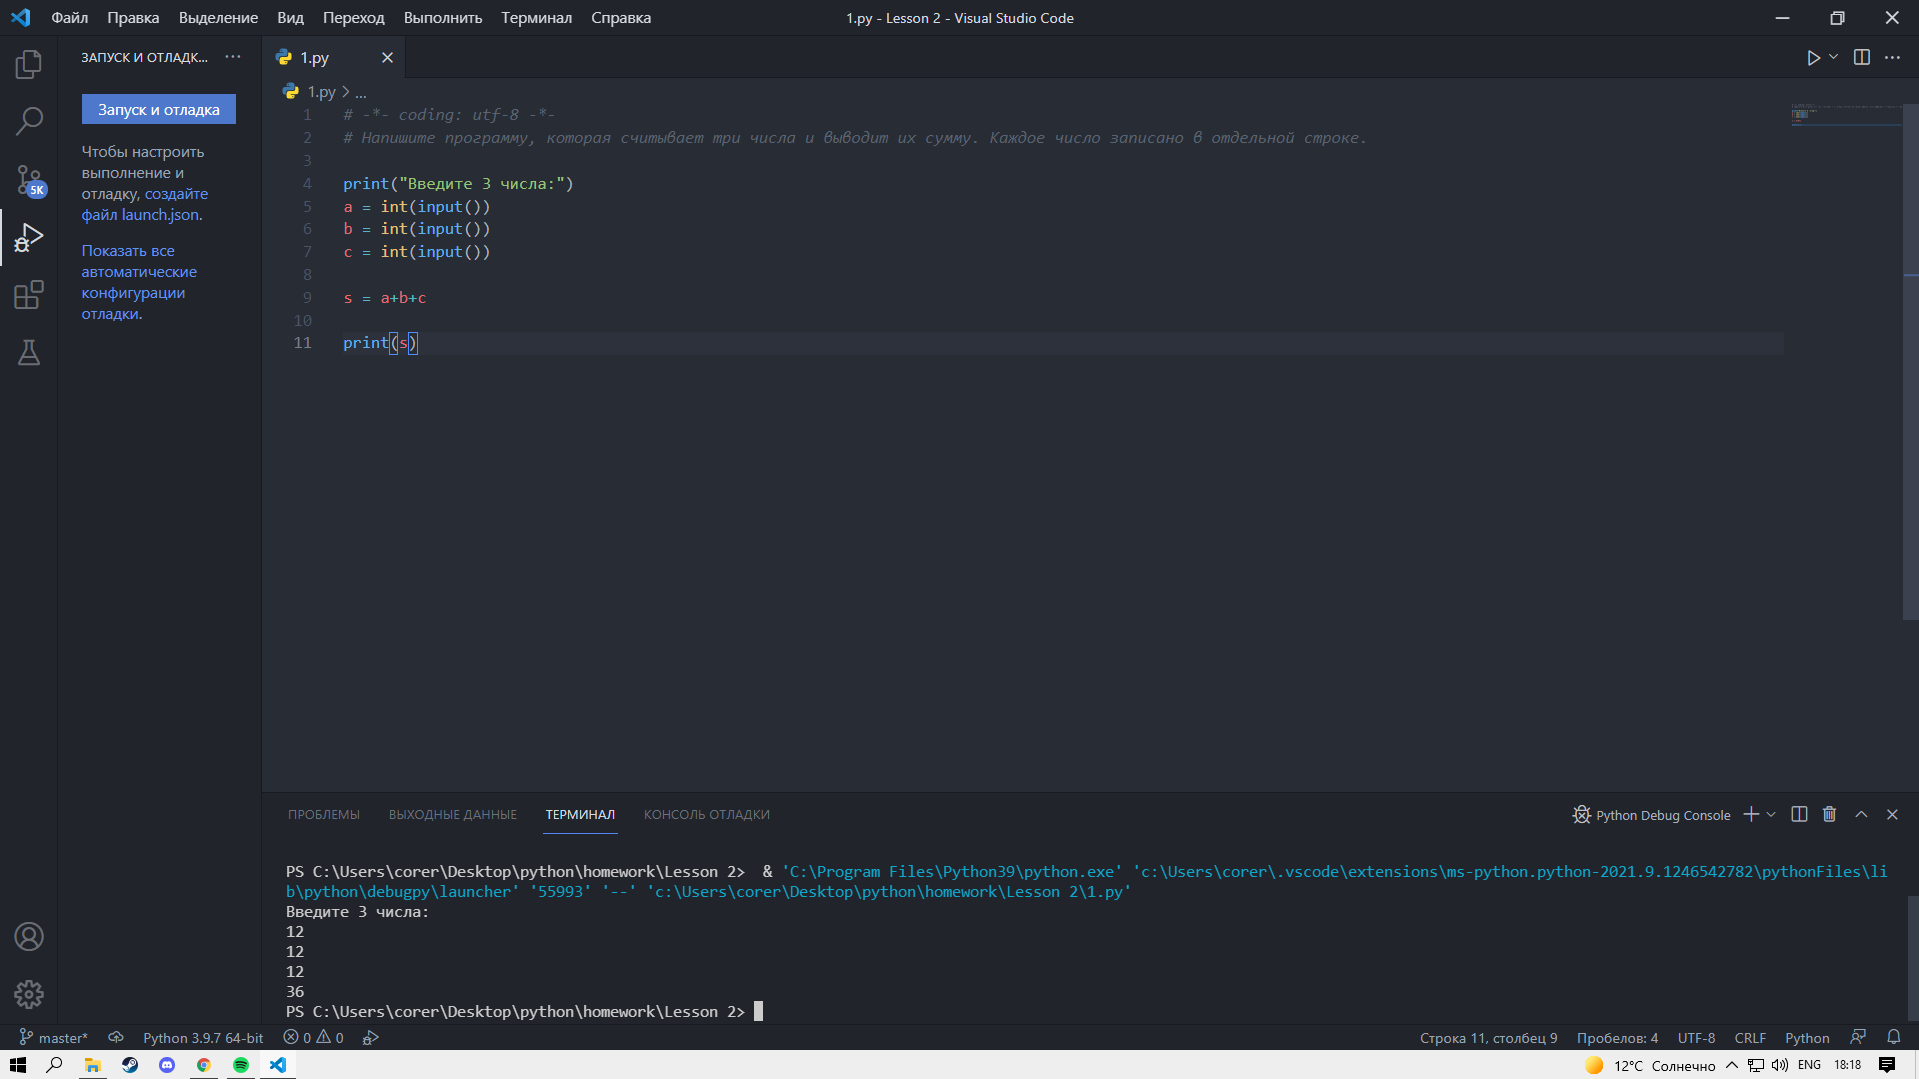 Файл Правка Выделение Вид Переход Выполнить Терминал Справка
1.py - Lesson 2 - Visual Studio Code
ЗАПУСК И ОТЛАДК...
Запуск и отладка
Чтобы настроить
выполнение и
отладку, создайте
файл launch.json.
Показать все
автоматические
конфигурации
отладки.
5K
1.py
1.py > ...
1 # -*- coding: utf-8 -*-
2 # Напишите программу, которая считывает три числа и выводит их сумму. Каждое число записано в отдельной строке.
3
4 print("Введите 3 числа:")
5 a = int(input())
6 b = int(input())
7 c = int(input())
8
9 s = a+b+c
10
11 print(s)
ПРОБЛЕМЫ ВЫХОДНЫЕ ДАННЫЕ ТЕРМИНАЛ КОНСОЛЬ ОТЛАДКИ
Python Debug Console
PS C:\Users\corer\Desktop\python\homework\Lesson 2>  & 'C:\Program Files\Python39\python.exe' 'c:\Users\corer\.vscode\extensions\ms-python.python-2021.9.1246542782\pythonFiles\li
b\python\debugpy\launcher' '55993' '--' 'c:\Users\corer\Desktop\python\homework\Lesson 2\1.py'
Введите 3 числа:
12
12
12
36
PS C:\Users\corer\Desktop\python\homework\Lesson 2>
master* Python 3.9.7 64-bit 0 0
Строка 11, столбец 9 Пробелов: 4 UTF-8 CRLF Python
12°C Солнечно ENG 18:18